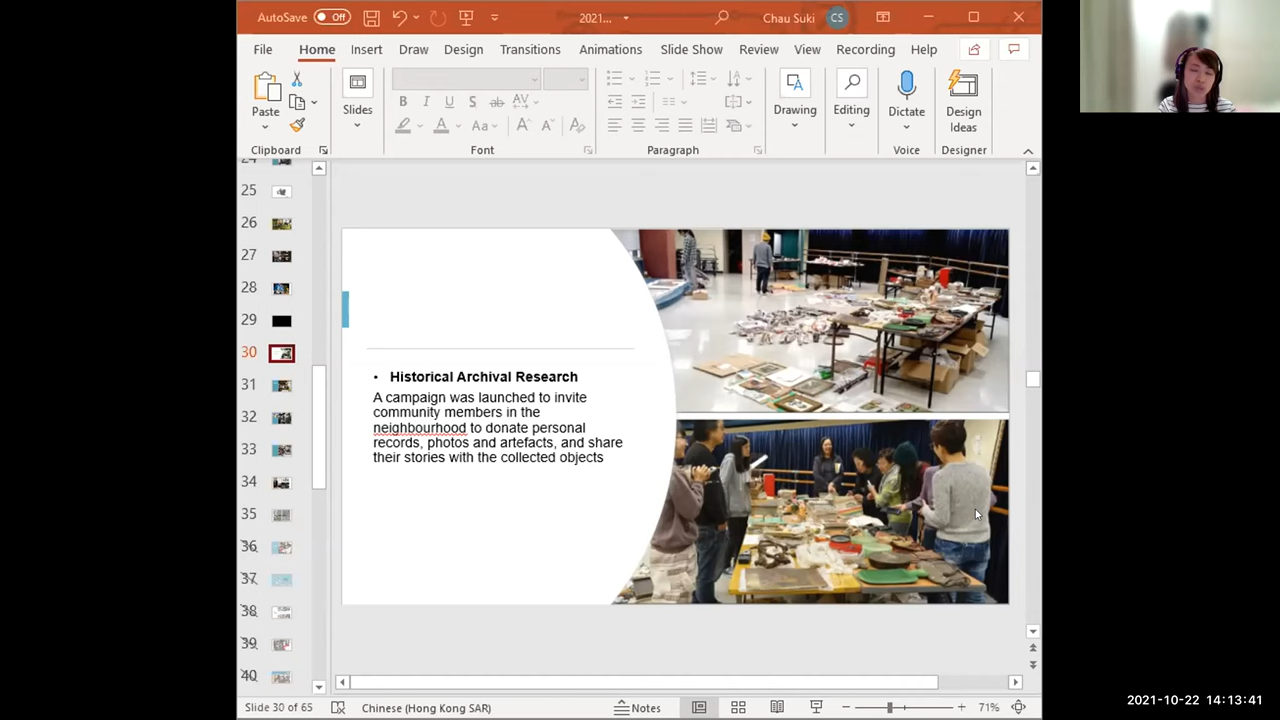 AutoSave Off 2021... Chau Suki CS
File Home Insert Draw Design Transitions Animations Slide Show Review View Recording Help
Paste Slides Drawing Editing Dictate Design Ideas
B I U S ab AV
Aa A A
Clipboard Font Paragraph Voice Designer
24
25
26
27
28
29
30
31
32
33
34
35
36
37
38
39
40
• Historical Archival Research
A campaign was launched to invite
community members in the
neighbourhood to donate personal
records, photos and artefacts, and share
their stories with the collected objects
Slide 30 of 65 Chinese (Hong Kong SAR) Notes 71%
2021-10-22 14:13:41